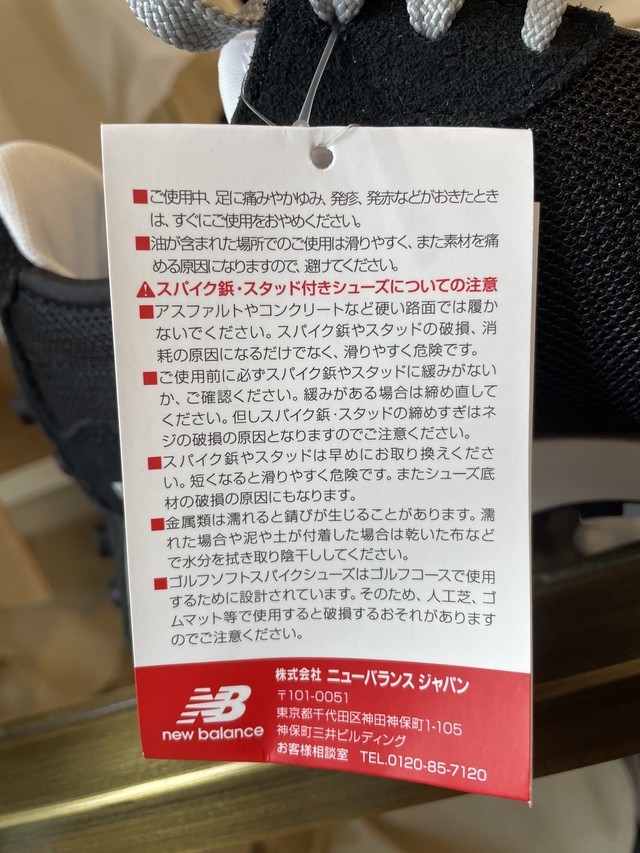 ■ご使用中、足に痛みやかゆみ、発疹、発赤などがおきたとき
は、すぐにご使用をおやめください。
■油が含まれた場所でのご使用は滑りやすく、また素材を痛
める原因になりますので、避けてください。
⚠スパイク鋲・スタッド付きシューズについての注意
■アスファルトやコンクリートなど硬い路面では履か
ないでください。スパイク鋲やスタッドの破損、消
耗の原因になるだけでなく、滑りやすく危険です。
■ご使用前に必ずスパイク鋲やスタッドに緩みがない
か、ご確認ください。緩みがある場合は締め直して
ください。但しスパイク鋲・スタッドの締めすぎはネ
ジの破損の原因となりますのでご注意ください。
■スパイク鋲やスタッドは早めにお取り換えくださ
い。短くなると滑りやすく危険です。またシューズ底
材の破損の原因にもなります。
■金属類は濡れると錆びが生じることがあります。濡
れた場合や泥や土が付着した場合は乾いた布など
で水分を拭き取り陰干ししてください。
■ゴルフソフトスパイクシューズはゴルフコースで使用
するために設計されています。そのため、人工芝、ゴ
ムマット等で使用すると破損するおそれがあります
のでご注意ください。
NB
new balance
株式会社 ニューバランス ジャパン
〒101-0051
東京都千代田区神田神保町1-105
神保町三井ビルディング
お客様相談室 TEL.0120-85-7120